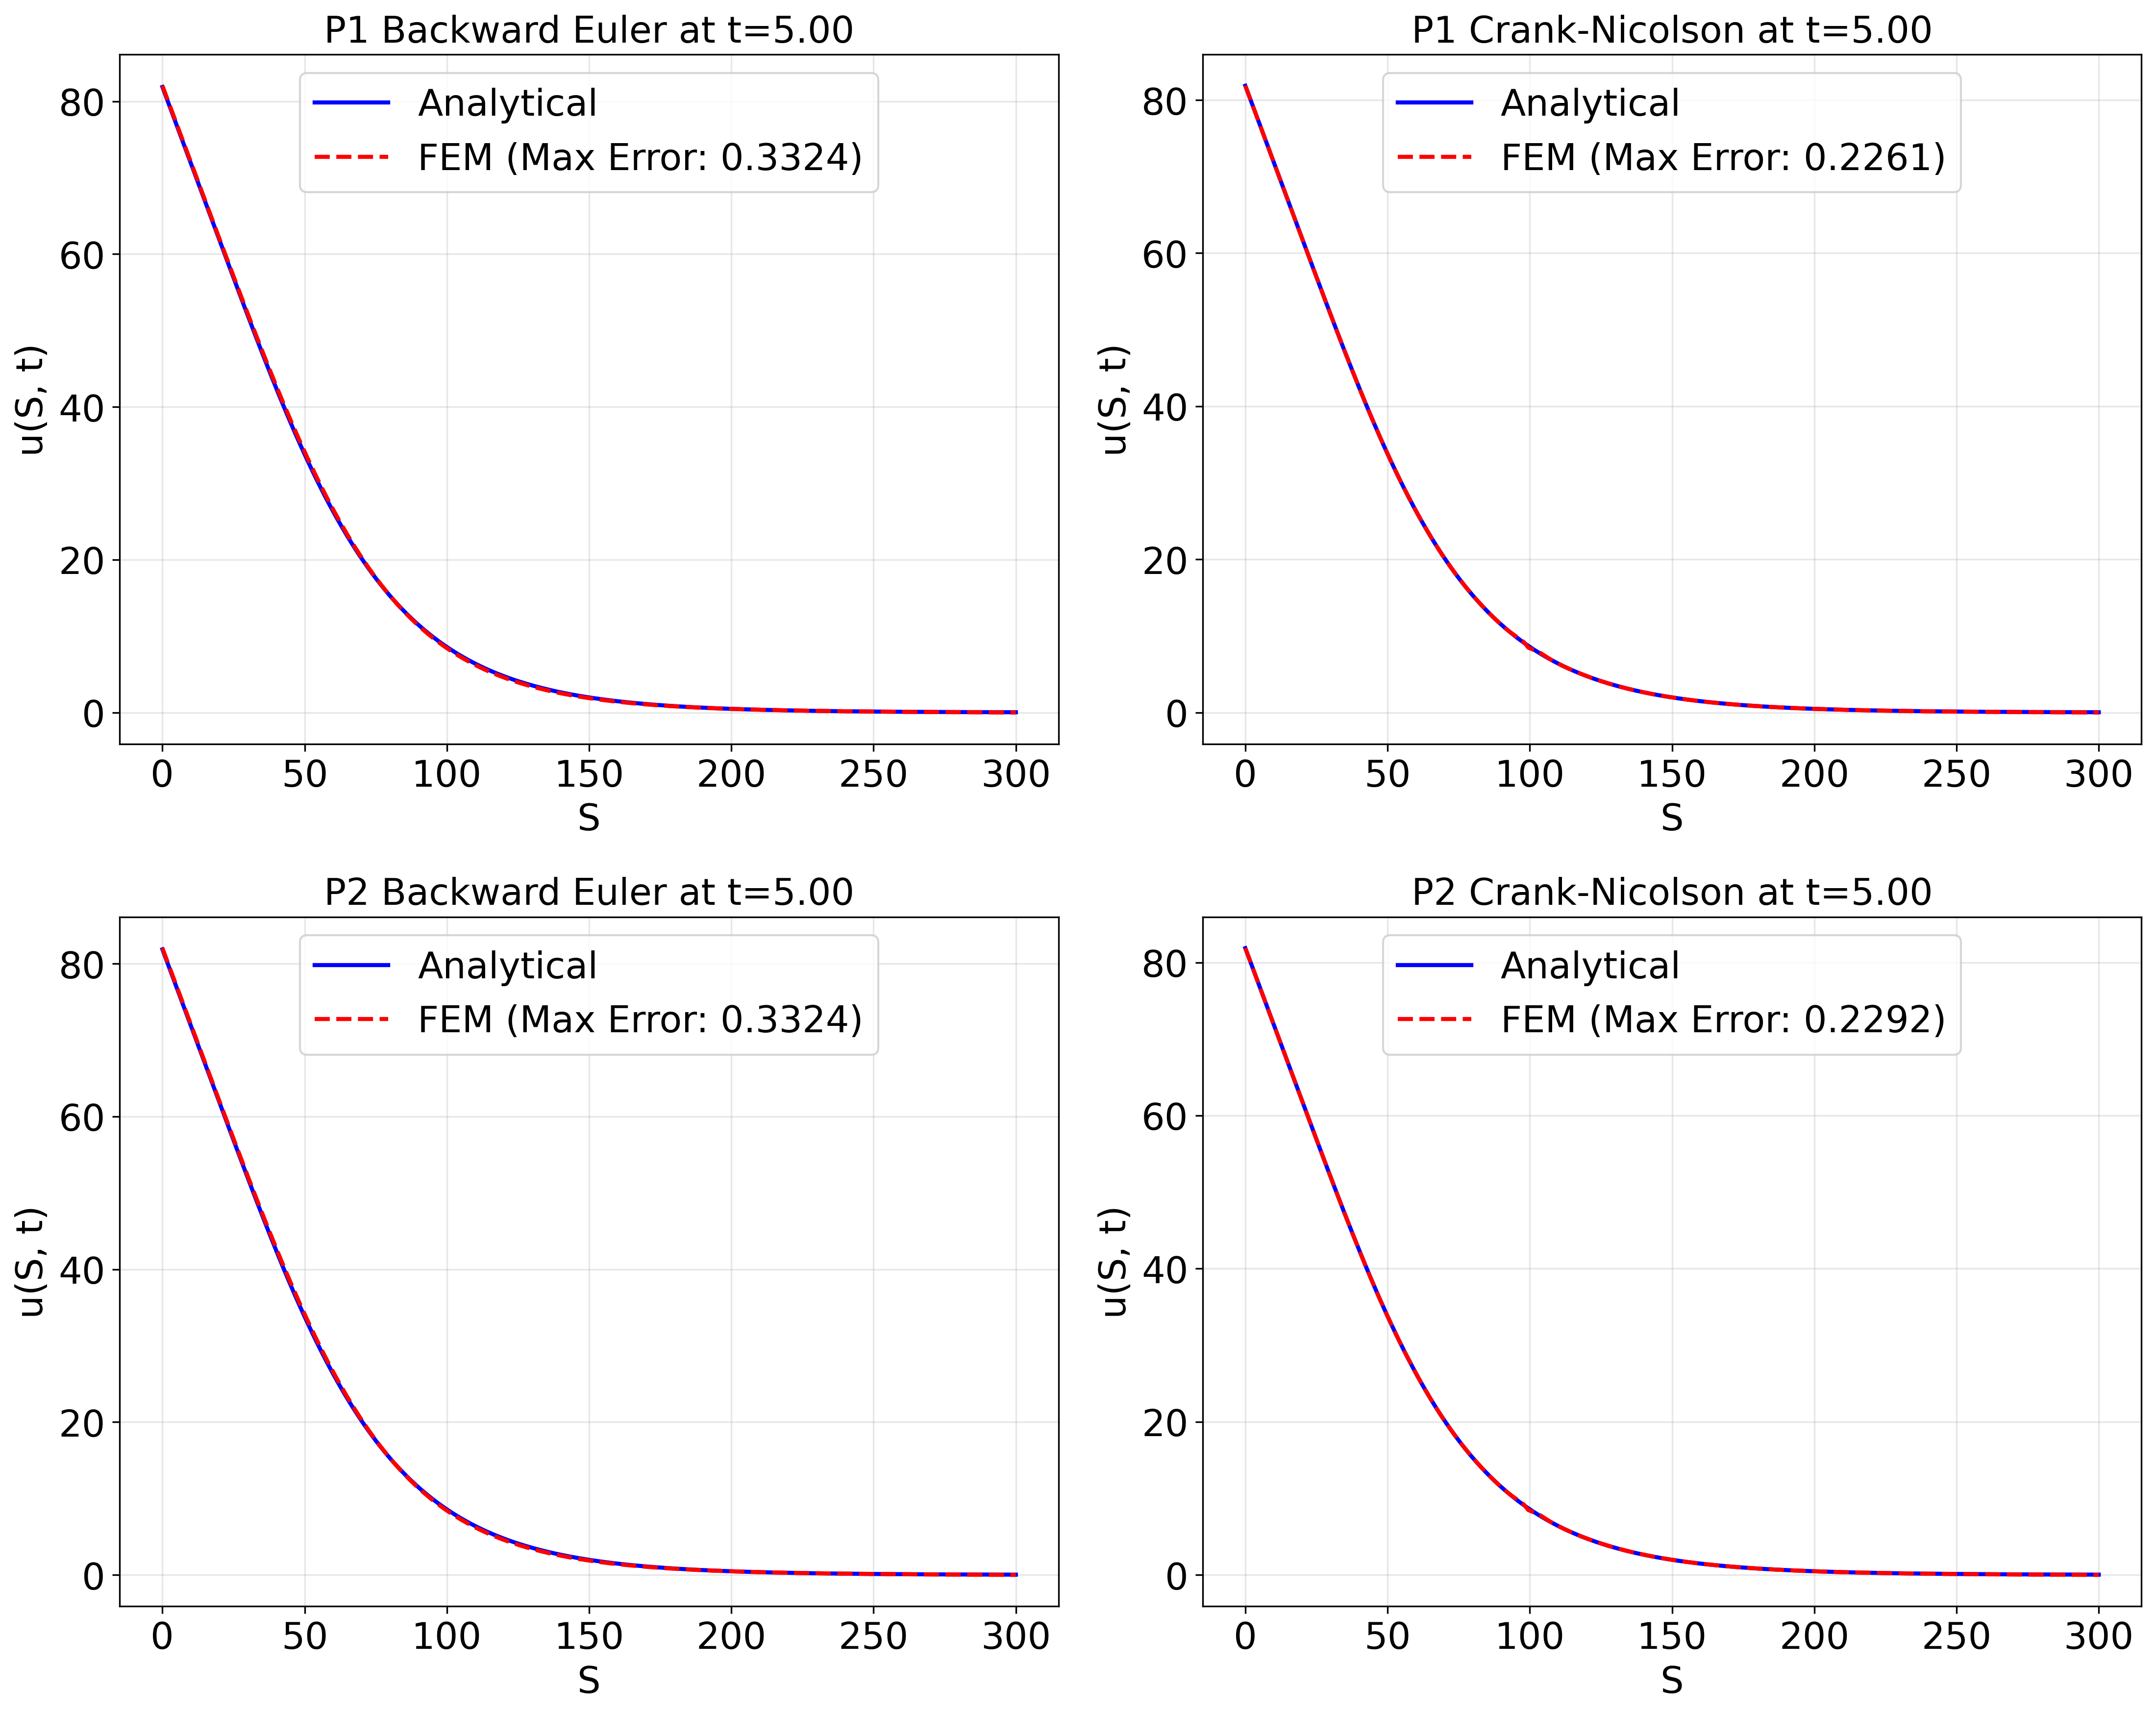 P1 Backward Euler at t=5.00
Analytical
FEM (Max Error: 0.3324)
u(S, t)
80
60
40
20
0
0 50 100 150 200 250 300
S
P1 Crank-Nicolson at t=5.00
Analytical
FEM (Max Error: 0.2261)
u(S, t)
80
60
40
20
0
0 50 100 150 200 250 300
S
P2 Backward Euler at t=5.00
Analytical
FEM (Max Error: 0.3324)
u(S, t)
80
60
40
20
0
0 50 100 150 200 250 300
S
P2 Crank-Nicolson at t=5.00
Analytical
FEM (Max Error: 0.2292)
u(S, t)
80
60
40
20
0
0 50 100 150 200 250 300
S